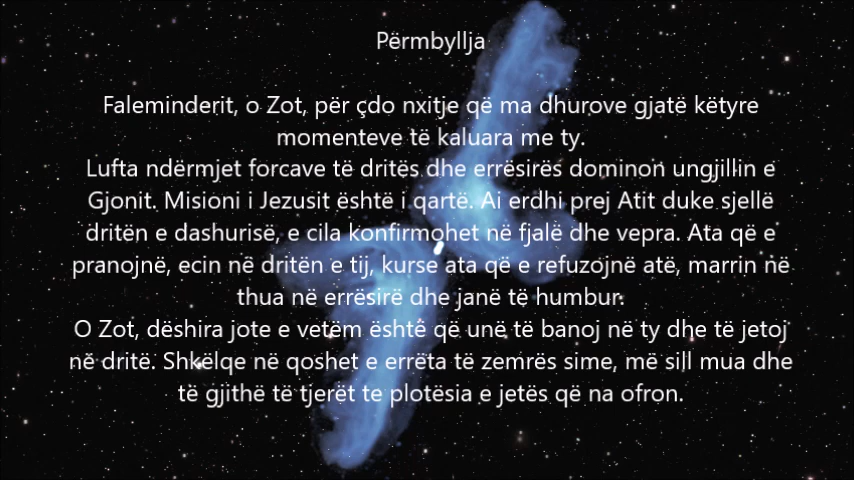 Përmbyllja
Faleminderit, o Zot, për çdo nxitje që ma dhurove gjatë këtyre
momenteve të kaluara me ty.
Lufta ndërmjet forcave të dritës dhe errësirës dominon ungjillin e
Gjonit. Misioni i Jezusit është i qartë. Ai erdhi prej Atit duke sjellë
dritën e dashurisë, e cila konfirmohet në fjalë dhe vepra. Ata që e
pranojnë, ecin në dritën e tij, kurse ata që e refuzojnë atë, marrin në
thua në errësirë dhe janë të humbur.
O Zot, dëshira jote e vetëm është që unë të banoj në ty dhe të jetoj
në dritë. Shkëlqe në qoshet e errëta të zemrës sime, më sill mua dhe
të gjithë të tjerët te plotësia e jetës që na ofron.